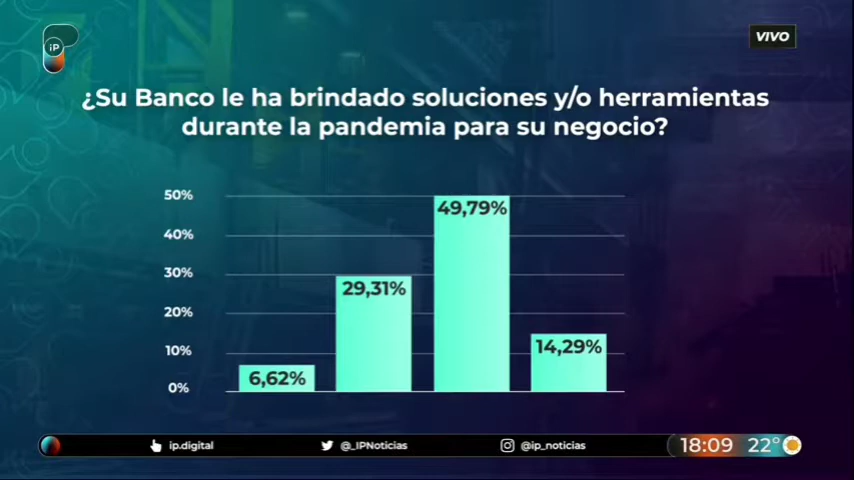 iP
VIVO
¿Su Banco le ha brindado soluciones y/o herramientas
durante la pandemia para su negocio?
50%
40%
30%
20%
10%
0%
6,62%
29,31%
49,79%
14,29%
ip.digital
@_IPNoticias
@ip_noticias
18:09 22°